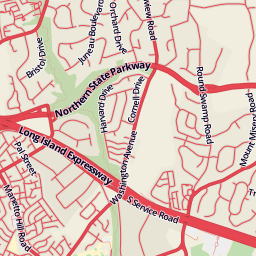 Juneau Boulevard
Orchard Drive
view Road
Bristol Drive
Northern State Parkway
Harvard Drive
Cornell Drive
Round Swamp Road
Road
Long Island Expressway
Pal Street
Manetto Hill Road
Washington Avenue
Mount Misery
S Service Road